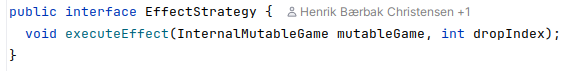 public interface EffectStrategy { Henrik Bærbak Christensen +1
void executeEffect(InternalMutableGame mutableGame, int dropIndex);
}